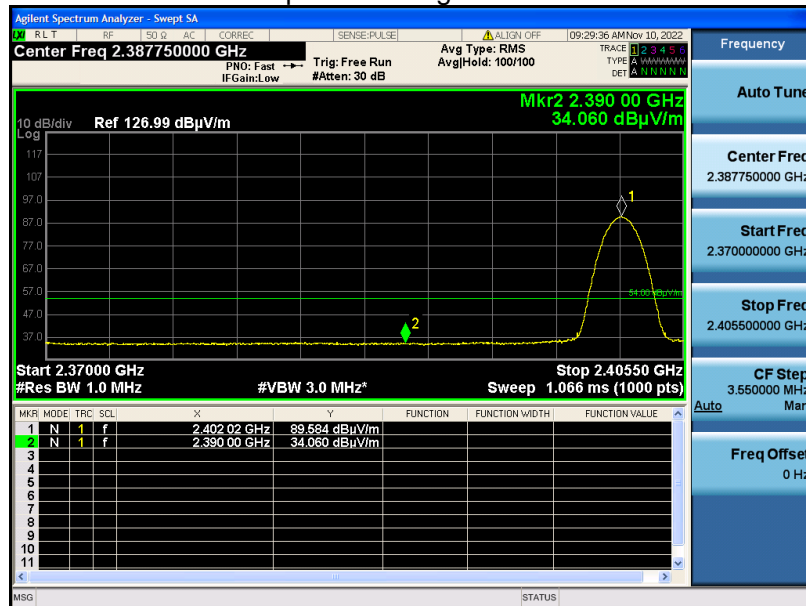 Agilent Spectrum Analyzer - Swept SA
LXI RLT RF 50 Ω AC CORREC SENSE:PULSE ALIGN OFF 09:29:36 AM Nov 10, 2022
Center Freq 2.387750000 GHz
PNO: Fast
IFGain:Low
Trig: Free Run
#Atten: 30 dB
Avg Type: RMS
Avg|Hold: 100/100
TRACE 1 2 3 4 5 6
TYPE A WWWWW
DET A N N N N N
Mkr2 2.390 00 GHz
34.060 dBµV/m
10 dB/div Ref 126.99 dBµV/m
Log
117
107
97.0
87.0
77.0
67.0
57.0
47.0
37.0
1
54.00 dBµV/m
2
Start 2.37000 GHz Stop 2.40550 GHz
#Res BW 1.0 MHz #VBW 3.0 MHz* Sweep 1.066 ms (1000 pts)
MKR MODE TRC SCL X Y FUNCTION FUNCTION WIDTH FUNCTION VALUE
1 N 1 f 2.402 02 GHz 89.584 dBµV/m
2 N 1 f 2.390 00 GHz 34.060 dBµV/m
3
4
5
6
7
8
9
10
11
MSG STATUS
Frequency
Auto Tune
Center Freq
2.387750000 GHz
Start Freq
2.370000000 GHz
Stop Freq
2.405500000 GHz
CF Step
3.550000 MHz
Auto Man
Freq Offset
0 Hz